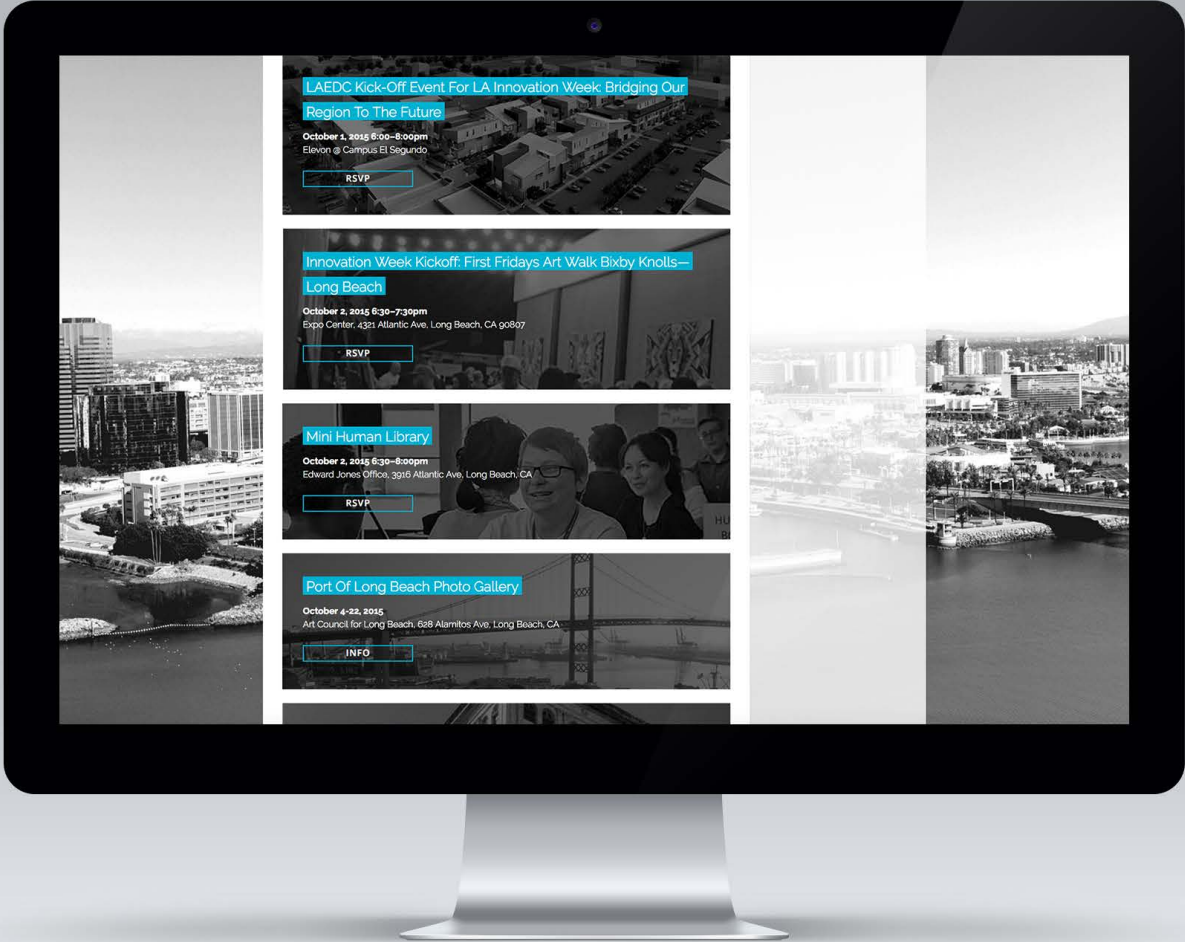 LAEDC Kick-Off Event For LA Innovation Week: Bridging Our
Region To The Future
October 1, 2015 6:00–8:00pm
Elevon @ Campus El Segundo
RSVP
Innovation Week Kickoff: First Fridays Art Walk Bixby Knolls—
Long Beach
October 2, 2015 6:30–7:30pm
Expo Center, 4321 Atlantic Ave, Long Beach, CA 90807
RSVP
Mini Human Library
October 2, 2015 6:30–8:00pm
Edward Jones Office, 3916 Atlantic Ave, Long Beach, CA
RSVP
Port Of Long Beach Photo Gallery
October 4-22, 2015
Art Council for Long Beach, 628 Alamitos Ave, Long Beach, CA
INFO